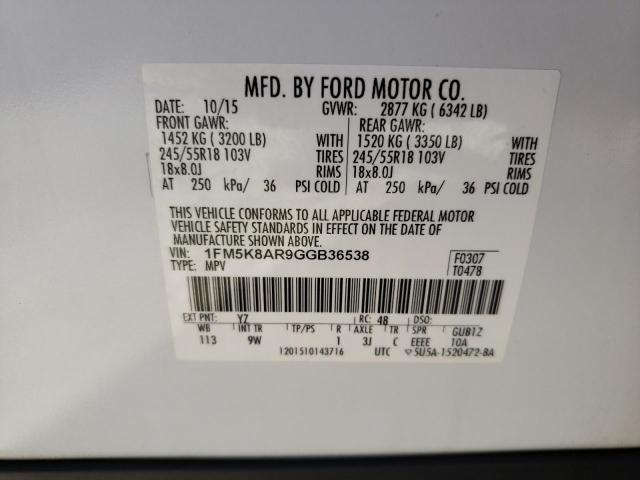 MFD. BY FORD MOTOR CO.
DATE: 10/15 GVWR: 2877 KG ( 6342 LB)
FRONT GAWR: REAR GAWR:
1452 KG ( 3200 LB) WITH 1520 KG ( 3350 LB) WITH
245/55R18 103V TIRES 245/55R18 103V TIRES
18x8.0J RIMS 18x8.0J RIMS
AT 250 kPa/ 36 PSI COLD AT 250 kPa/ 36 PSI COLD
THIS VEHICLE CONFORMS TO ALL APPLICABLE FEDERAL MOTOR
VEHICLE SAFETY STANDARDS IN EFFECT ON THE DATE OF
MANUFACTURE SHOWN ABOVE.
VIN: 1FM5K8AR9GGB36538 F0307
TYPE: MPV T0478
EXT PNT: YZ RC: 48 DSO:
WB INT TR TP/PS R AXLE TR SPR GUB1Z
113 9W 1 3J C EEEE 10A
1201510143716 UTC ▽5U5A-1520472-BA